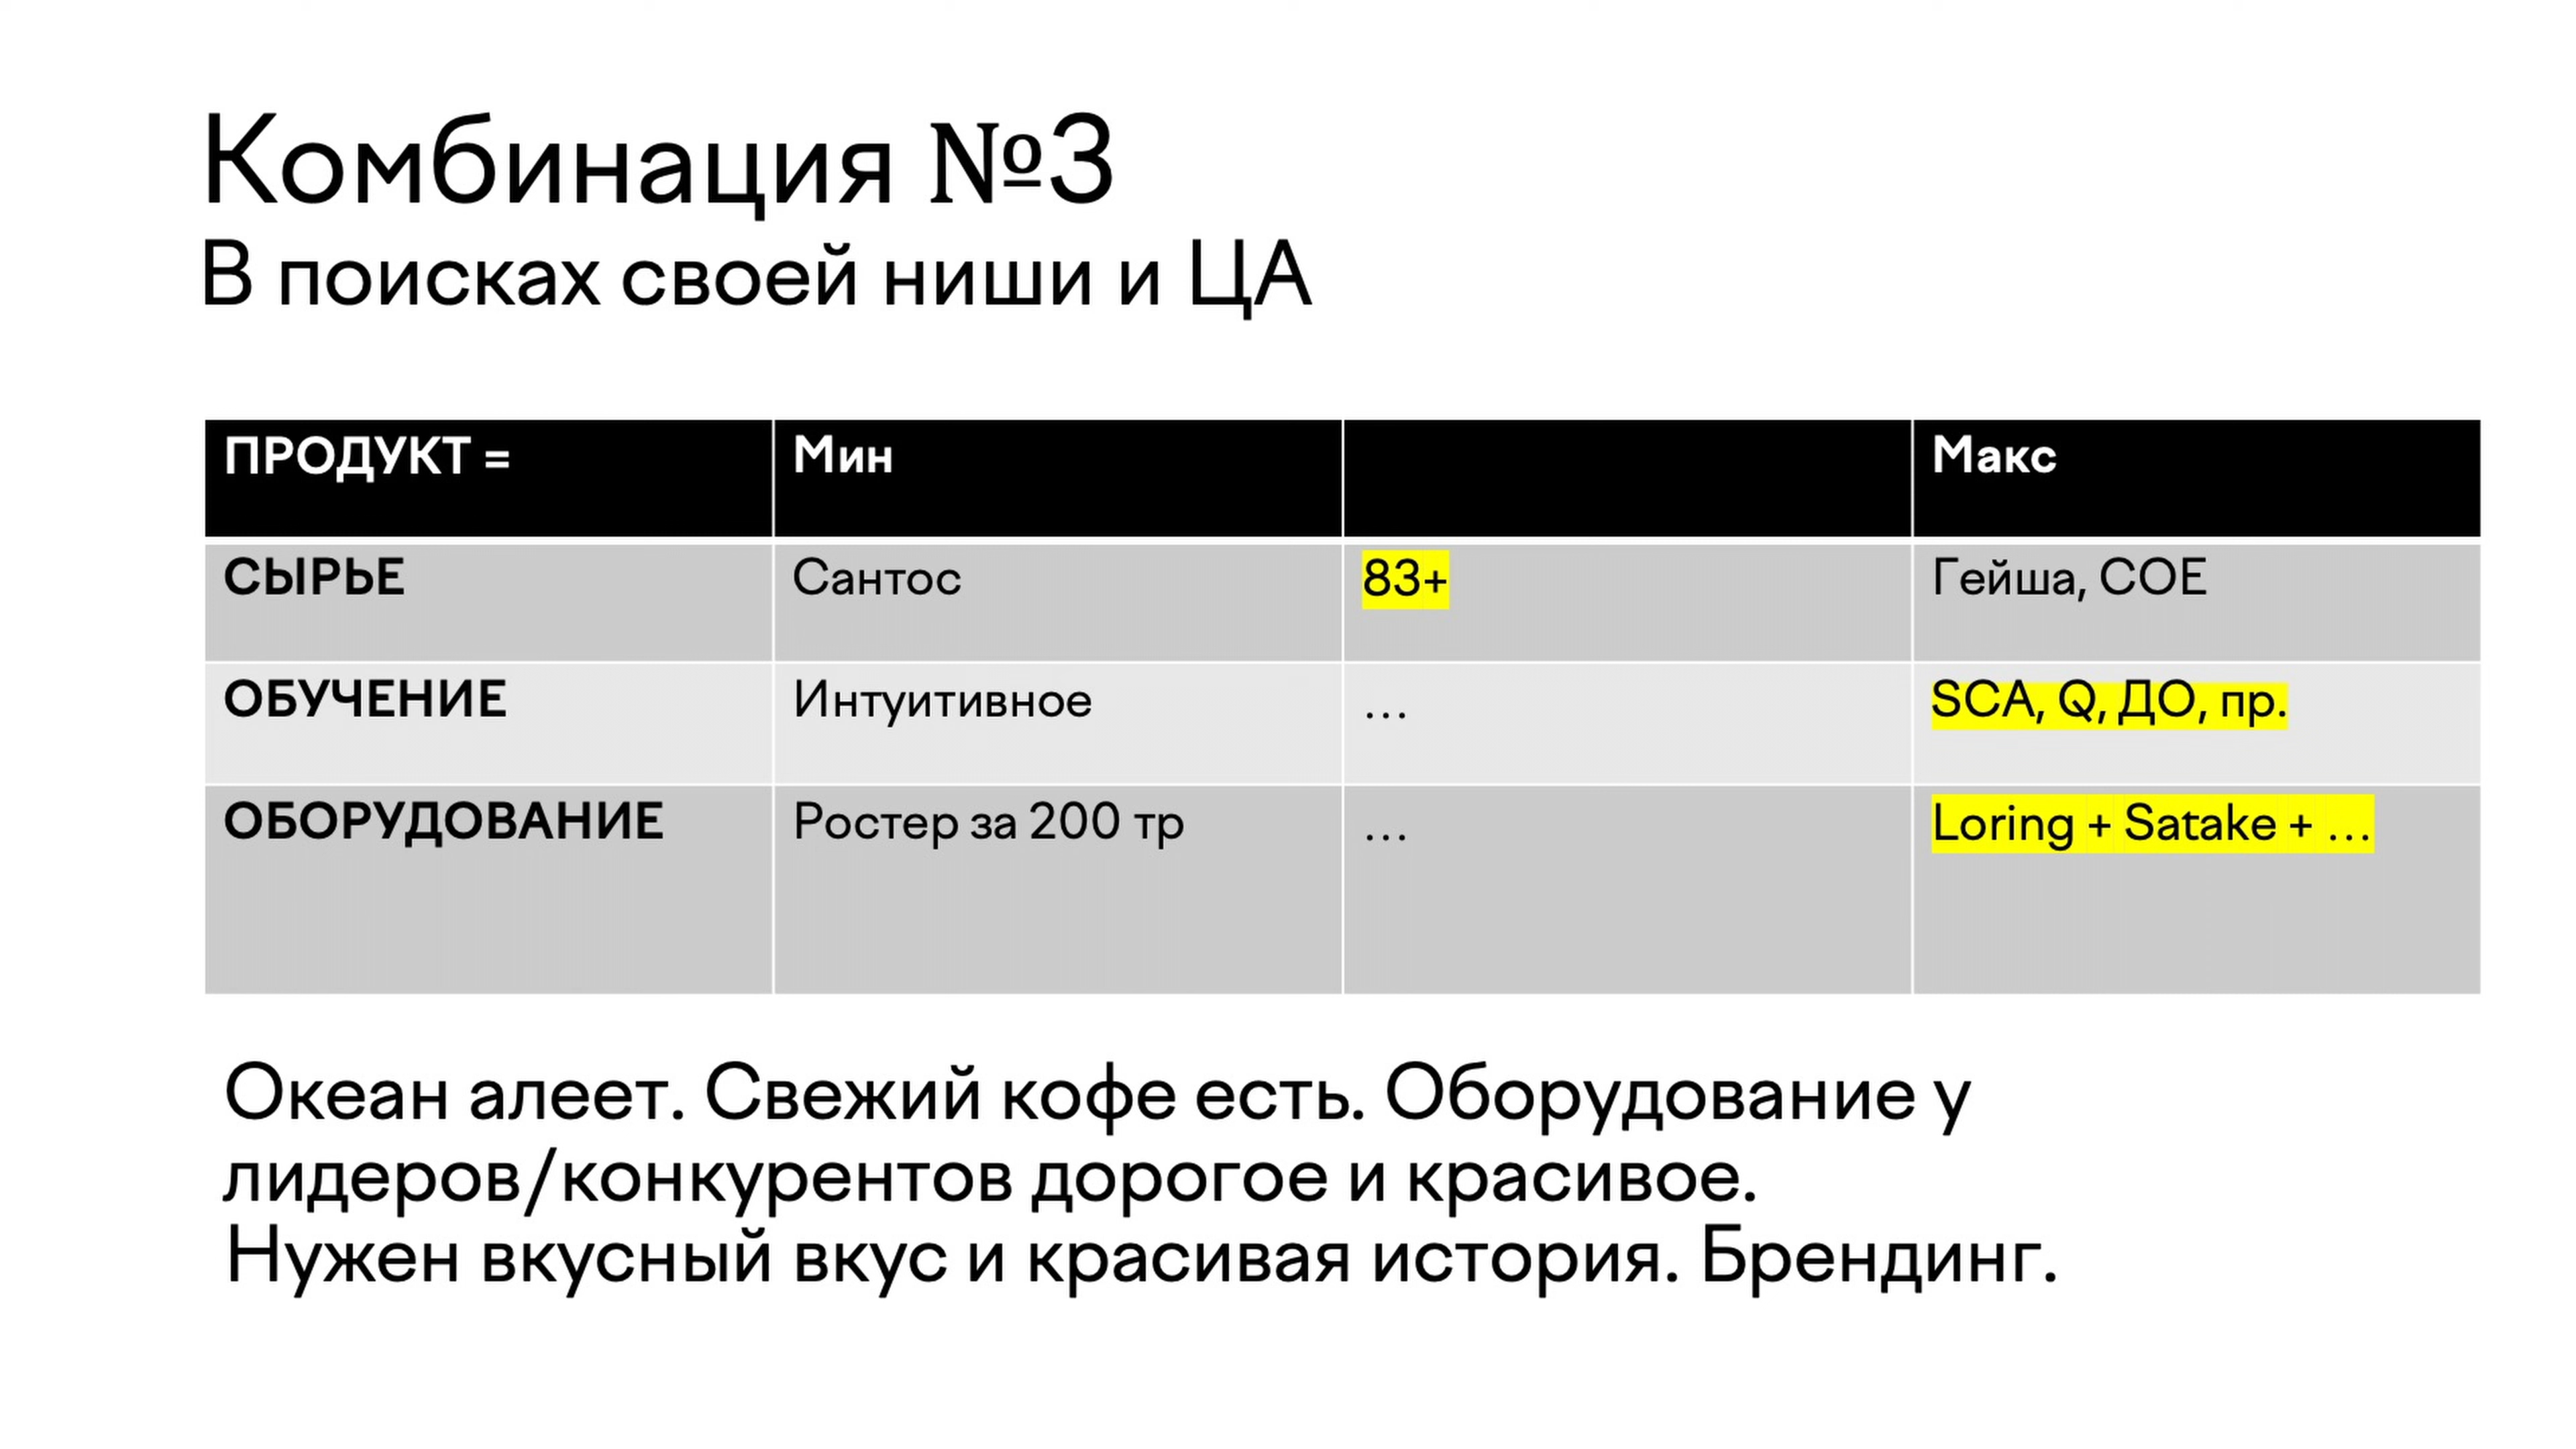 Комбинация №3
В поисках своей ниши и ЦА
ПРОДУКТ = Мин Макс
СЫРЬЕ Сантос 83+ Гейша, COE
ОБУЧЕНИЕ Интуитивное ... SCA, Q, ДО, пр.
ОБОРУДОВАНИЕ Ростер за 200 тр ... Loring + Satake + ...
Океан алеет. Свежий кофе есть. Оборудование у
лидеров/конкурентов дорогое и красивое.
Нужен вкусный вкус и красивая история. Брендинг.